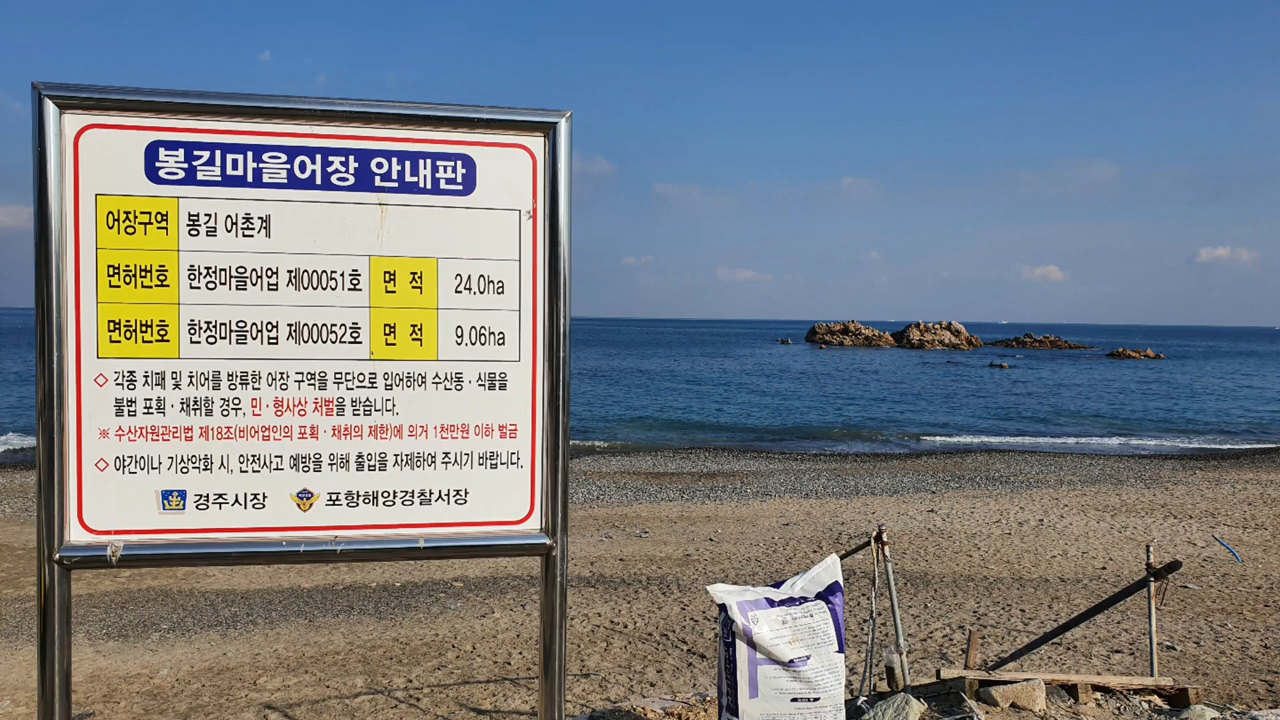 봉길마을어장 안내판
어장구역 봉길 어촌계
면허번호 한정마을어업 제00051호 면 적 24.0ha
면허번호 한정마을어업 제00052호 면 적 9.06ha
◇ 각종 치패 및 치어를 방류한 어장 구역을 무단으로 입어하여 수산동·식물을
불법 포획·채취할 경우, 민·형사상 처벌을 받습니다.
※ 수산자원관리법 제18조(비어업인의 포획·채취의 제한)에 의거 1천만원 이하 벌금
◇ 야간이나 기상악화 시, 안전사고 예방을 위해 출입을 자제하여 주시기 바랍니다.
경주시장 포항해양경찰서장